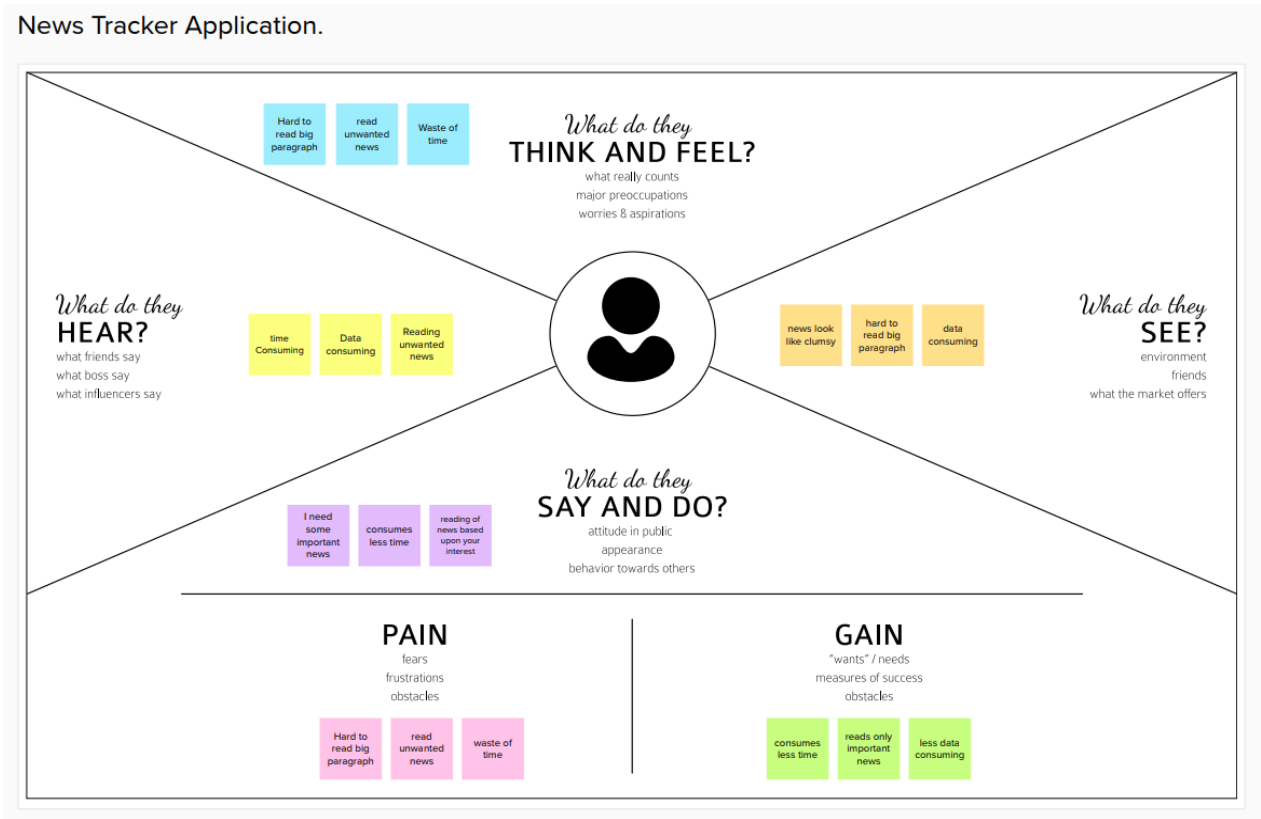 News Tracker Application.
Hard to
read big
paragraph
read
unwanted
news
Waste of
time
What do they
THINK AND FEEL?
what really counts
major preoccupations
worries & aspirations
What do they
HEAR?
what friends say
what boss say
what influencers say
time
Consuming
Data
consuming
Reading
unwanted
news
news look
like clumsy
hard to
read big
paragraph
data
consuming
What do they
SEE?
environment
friends
what the market offers
What do they
SAY AND DO?
attitude in public
appearance
behavior towards others
I need
some
important
news
consumes
less time
reading of
news based
upon your
interest
PAIN
fears
frustrations
obstacles
Hard to
read big
paragraph
read
unwanted
news
waste of
time
GAIN
"wants" / needs
measures of success
obstacles
consumes
less time
reads only
important
news
less data
consuming